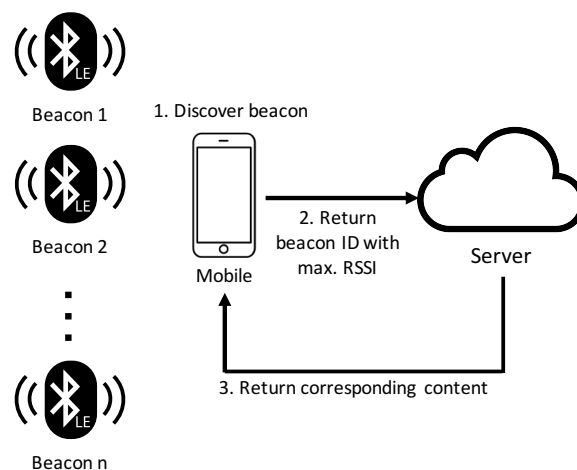 LE
Beacon 1
1. Discover beacon
LE
Beacon 2
Mobile
2. Return
beacon ID with
max. RSSI
Server
3. Return corresponding content
LE
Beacon n